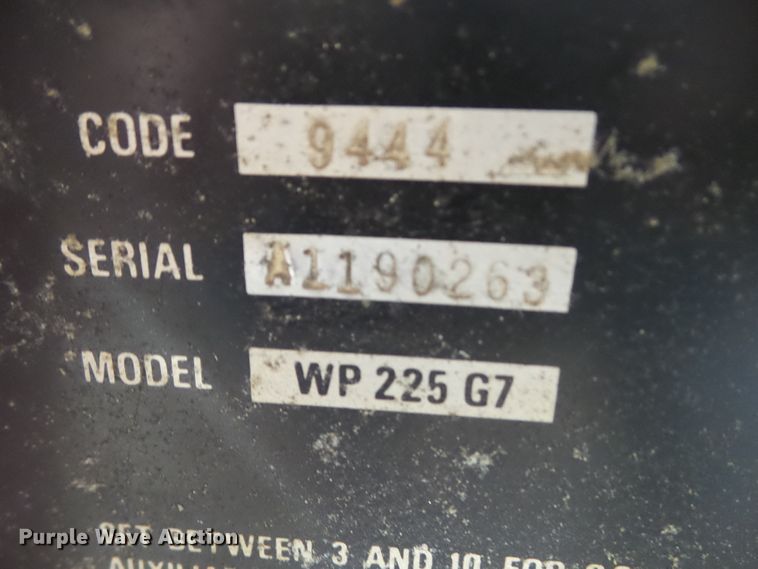 CODE 9444
SERIAL A1190263
MODEL WP 225 G7
SET BETWEEN 3 AND 10 FOR
Purple Wave Auction